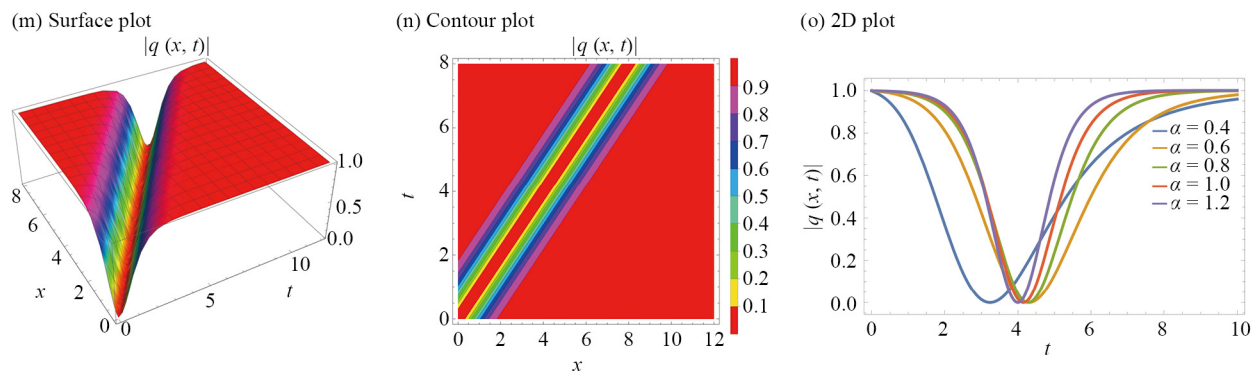 (m) Surface plot
|q (x, t)|
1.0
0.5
0.0
8
6
4
2
0
x
0
5
10
t
(n) Contour plot
|q (x, t)|
8
6
4
2
0
t
0 2 4 6 8 10 12
x
0.9
0.8
0.7
0.6
0.5
0.4
0.3
0.2
0.1
(o) 2D plot
|q (x, t)|
1.0
0.8
0.6
0.4
0.2
0.0
0 2 4 6 8 10
t
α = 0.4
α = 0.6
α = 0.8
α = 1.0
α = 1.2